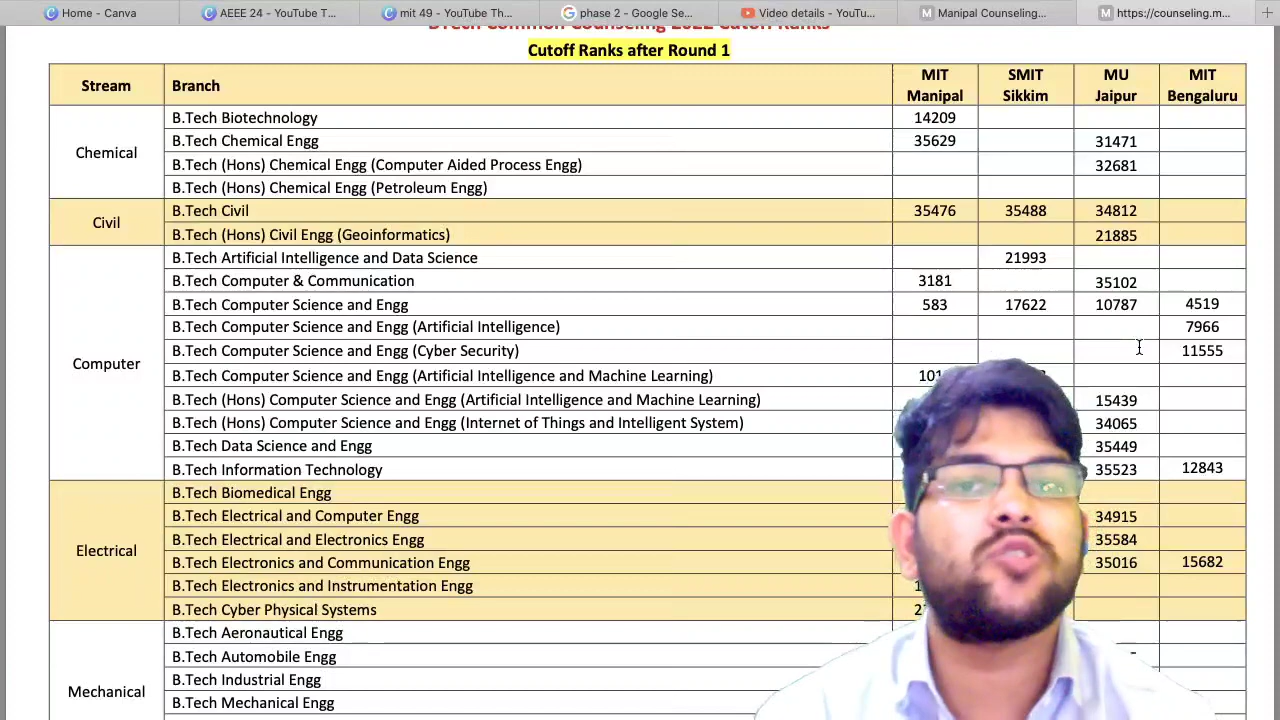 Home - Canva
AEEE 24 - YouTube T...
mit 49 - YouTube Th...
phase 2 - Google Se...
Video details - YouTu...
Manipal Counseling...
https://counseling.m...
BTech Common Counseling 2022 Cutoff Ranks
Cutoff Ranks after Round 1
Stream Branch MIT Manipal SMIT Sikkim MU Jaipur MIT Bengaluru
Chemical
B.Tech Biotechnology 14209
B.Tech Chemical Engg 35629 31471
B.Tech (Hons) Chemical Engg (Computer Aided Process Engg) 32681
B.Tech (Hons) Chemical Engg (Petroleum Engg)
Civil
B.Tech Civil 35476 35488 34812
B.Tech (Hons) Civil Engg (Geoinformatics) 21885
Computer
B.Tech Artificial Intelligence and Data Science 21993
B.Tech Computer & Communication 3181 35102
B.Tech Computer Science and Engg 583 17622 10787 4519
B.Tech Computer Science and Engg (Artificial Intelligence) 7966
B.Tech Computer Science and Engg (Cyber Security) 11555
B.Tech Computer Science and Engg (Artificial Intelligence and Machine Learning)
B.Tech (Hons) Computer Science and Engg (Artificial Intelligence and Machine Learning) 15439
B.Tech (Hons) Computer Science and Engg (Internet of Things and Intelligent System) 34065
B.Tech Data Science and Engg 35449
B.Tech Information Technology 35523 12843
Electrical
B.Tech Biomedical Engg
B.Tech Electrical and Computer Engg 34915
B.Tech Electrical and Electronics Engg 35584
B.Tech Electronics and Communication Engg 35016 15682
B.Tech Electronics and Instrumentation Engg
B.Tech Cyber Physical Systems
Mechanical
B.Tech Aeronautical Engg
B.Tech Automobile Engg -
B.Tech Industrial Engg
B.Tech Mechanical Engg